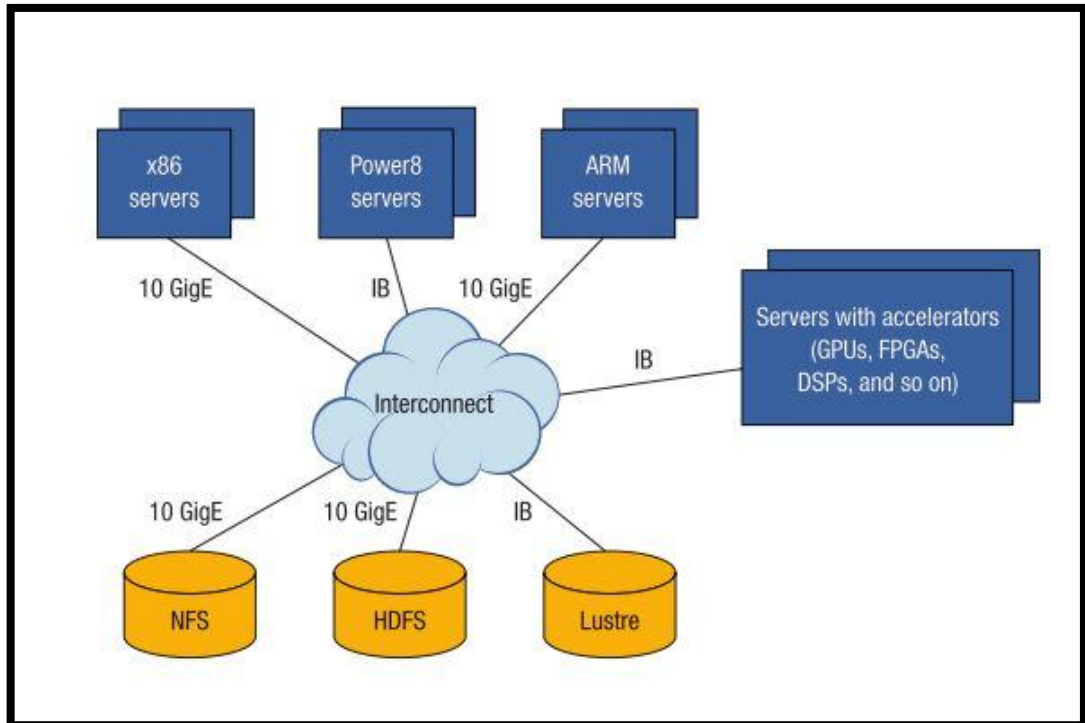 x86
servers
Power8
servers
ARM
servers
10 GigE
IB
10 GigE
Servers with accelerators
(GPUs, FPGAs,
DSPs, and so on)
IB
Interconnect
10 GigE
10 GigE
IB
NFS
HDFS
Lustre